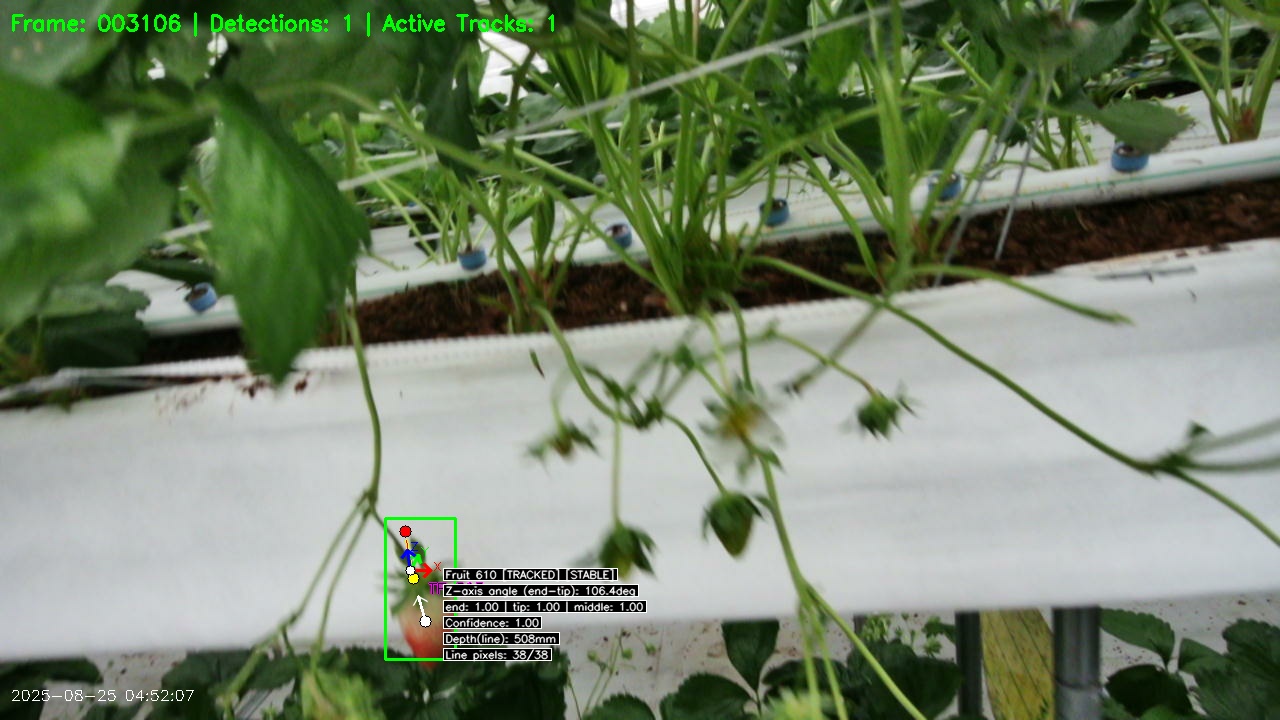 Frame: 003106 | Detections: 1 | Active Tracks: 1
Fruit 610 [TRACKED] [STABLE]
Z-axis angle (end-tip): 106.4deg
end: 1.00 | tip: 1.00 | middle: 1.00
Confidence: 1.00
Depth(line): 508mm
Line pixels: 38/38
2025-08-25 04:52:07